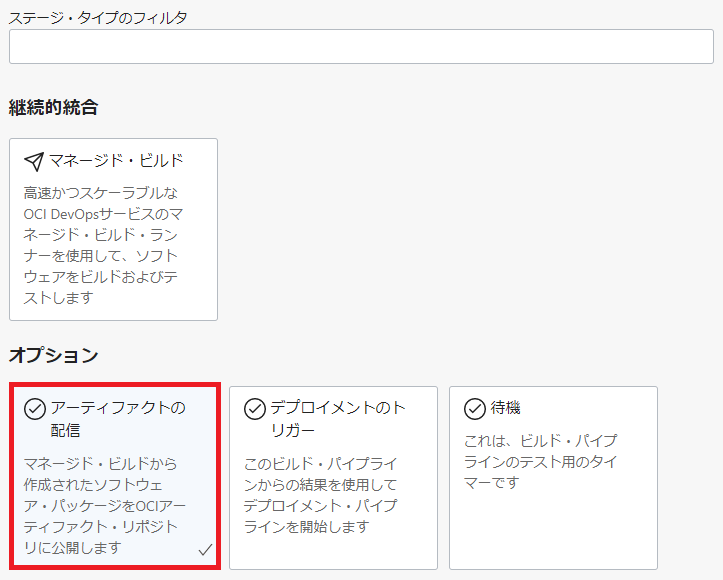 ステージ・タイプのフィルタ
継続的統合
マネージド・ビルド
高速かつスケーラブルな
OCI DevOpsサービスのマ
ネージド・ビルド・ラン
ナーを使用して、ソフト
ウェアをビルドおよびテ
ストします
オプション
アーティファクトの
配信
マネージド・ビルドから
作成されたソフトウェ
ア・パッケージをOCIアー
ティファクト・リポジト
リに公開します
デプロイメントのト
リガー
このビルド・パイプライ
ンからの結果を使用して
デプロイメント・パイプ
ラインを開始します
待機
これは、ビルド・パイプ
ラインのテスト用のタイ
マーです